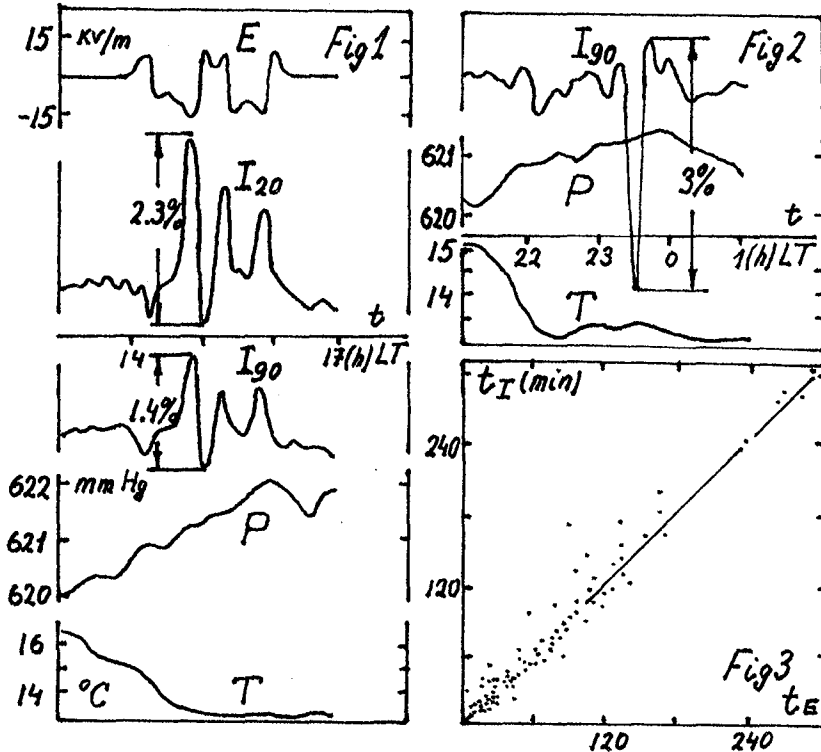 15 KV/m E Fig1
-15
2.3% I20
t
14 17(h) LT
1.4% I90
622 mm Hg
621 P
620
16
14 °C T
I90 Fig2
621
P 3%
620 t
15 22 23 0 1(h) LT
14 T
tI (min)
240
120
Fig3
tE
120 240